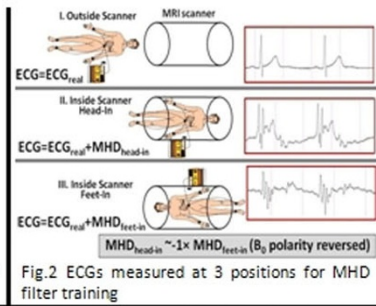 I. Outside Scanner
MRI scanner
ECG=ECGreal
II. Inside Scanner
Head-In
ECG=ECGreal+MHDhead-in
III. Inside Scanner
Feet-In
ECG=ECGreal+MHDfeet-in
MHDhead-in ~-1× MHDfeet-in (B0 polarity reversed)
Fig.2 ECGs measured at 3 positions for MHD
filter training